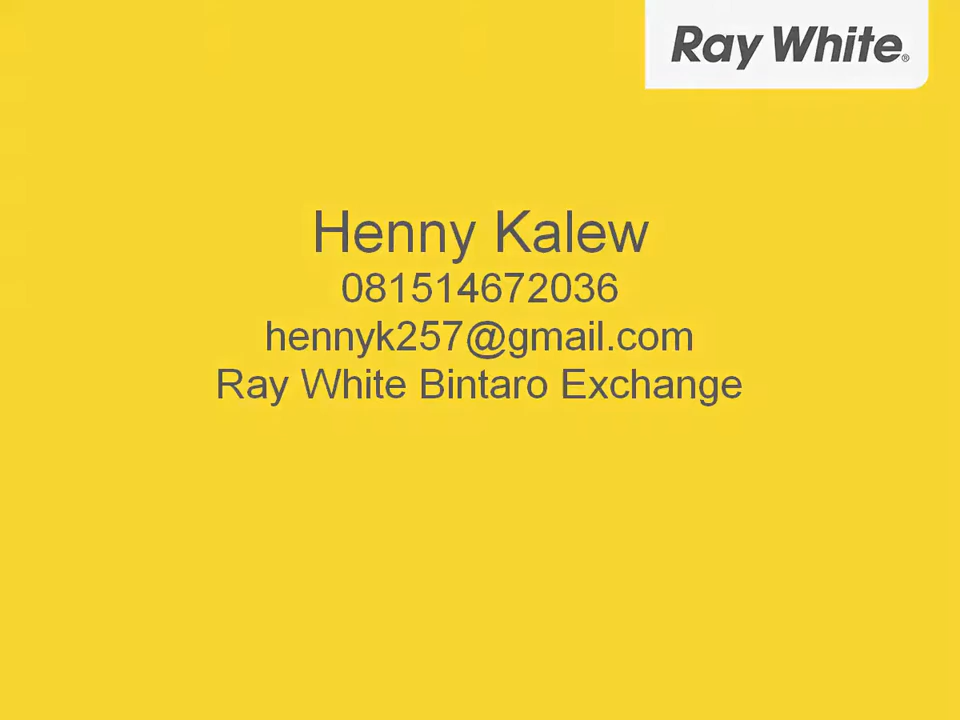 Ray White®
Henny Kalew
081514672036
hennyk257@gmail.com
Ray White Bintaro Exchange